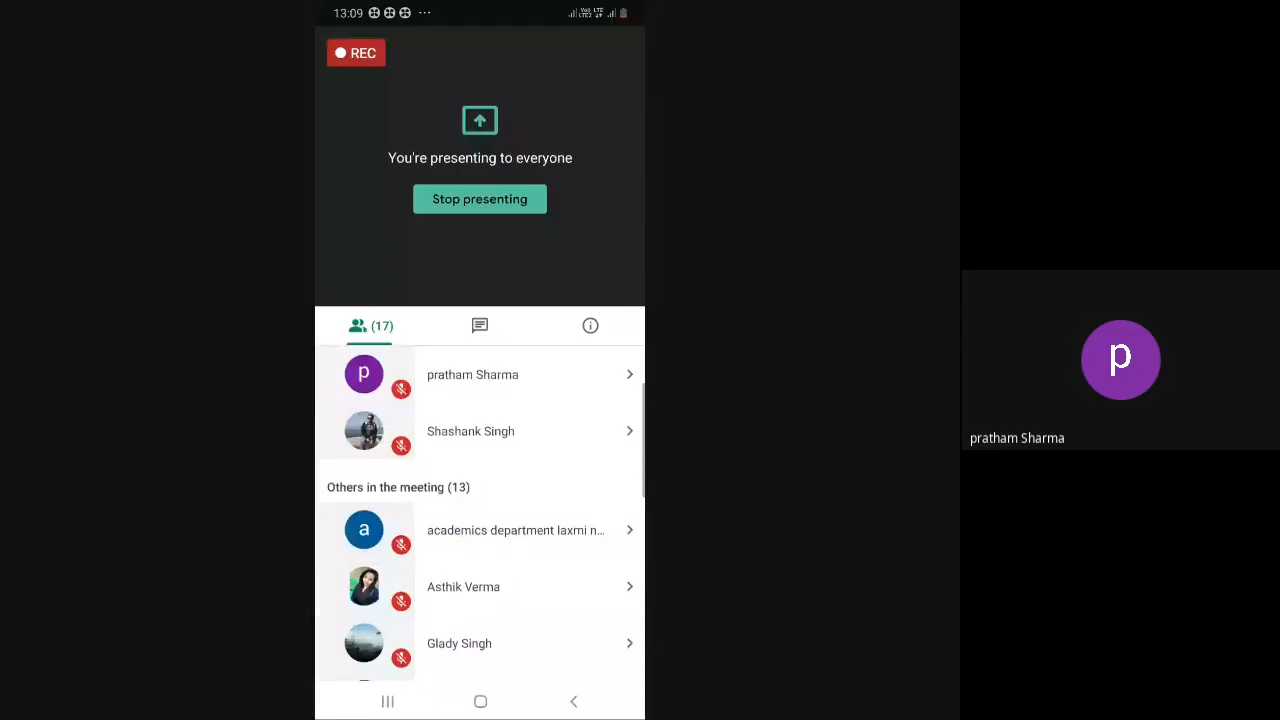 13:09 ...
REC
You're presenting to everyone
Stop presenting
(17)
p
pratham Sharma
Shashank Singh
Others in the meeting (13)
a
academics department laxmi n...
Asthik Verma
Glady Singh
p
pratham Sharma